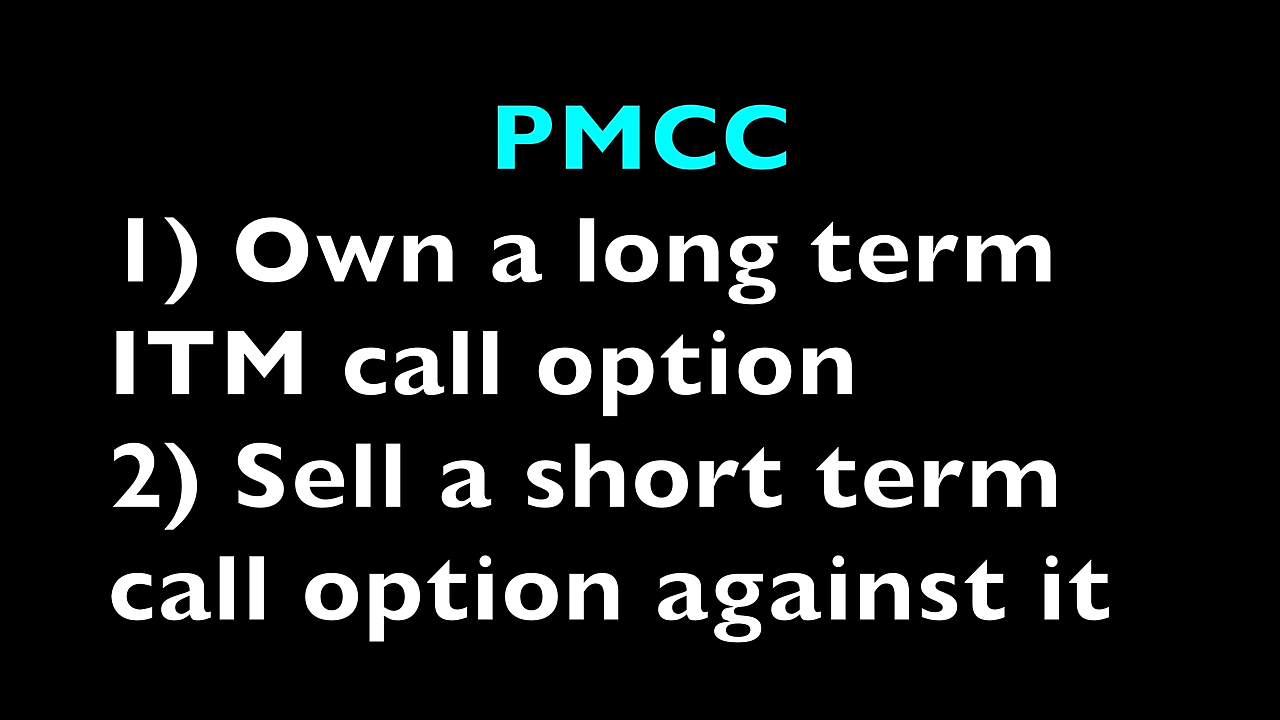 PMCC
1) Own a long term
ITM call option
2) Sell a short term
call option against it